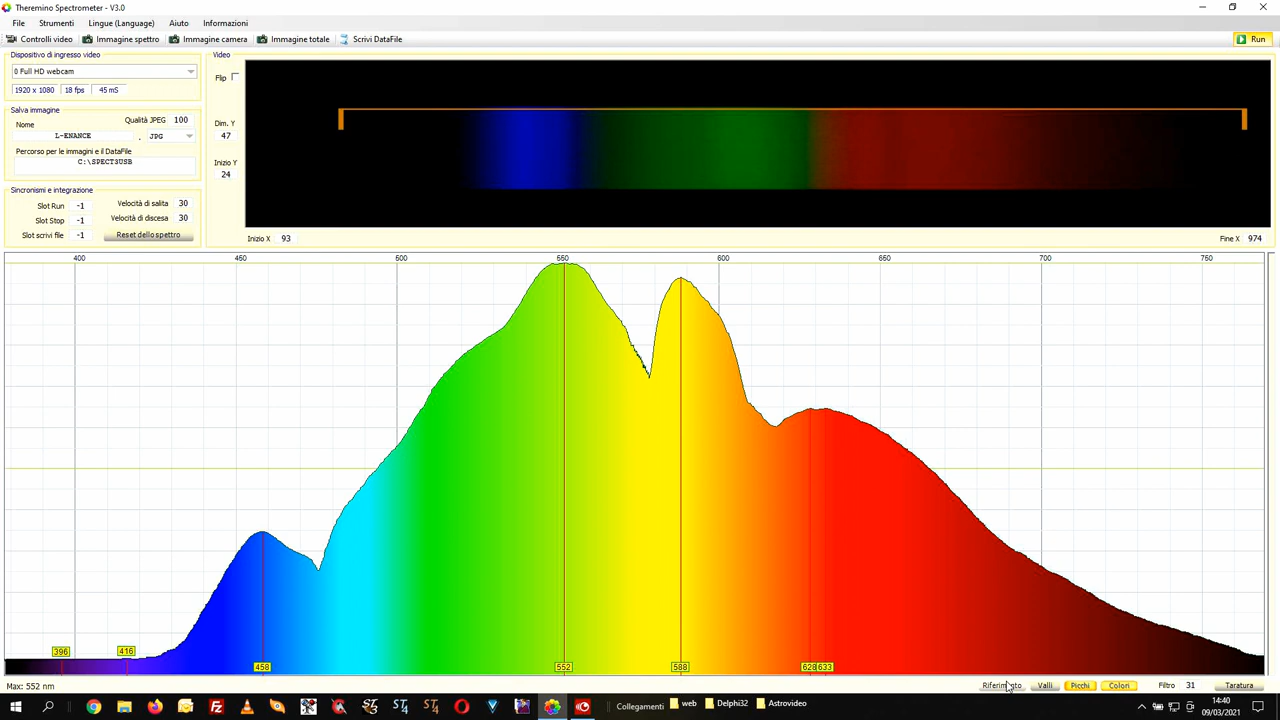 Theremino Spectrometer - V3.0
File Strumenti Lingue (Language) Aiuto Informazioni
Controlli video Immagine spettro Immagine camera Immagine totale Scrivi DataFile Run
Dispositivo di ingresso video
0 Full HD webcam
1920 x 1080 18 fps 45 mS
Salva immagine
Nome Qualità JPEG 100
L-ENANCE . JPG
Percorso per le immagini e il DataFile
C:\SPECT3USB
Sincronismi e integrazione
Slot Run -1 Velocità di salita 30
Slot Stop -1 Velocità di discesa 30
Slot scrivi file -1 Reset dello spettro
Video
Flip
Dim. Y
47
Inizio Y
24
Inizio X 93 Fine X 974
400 450 500 550 600 650 700 750
396 416 458 552 588 628 633
Max: 552 nm Riferimento Valli Picchi Colori Filtro 31 Taratura
Collegamenti web Delphi32 Astrovideo
14:40
09/03/2021